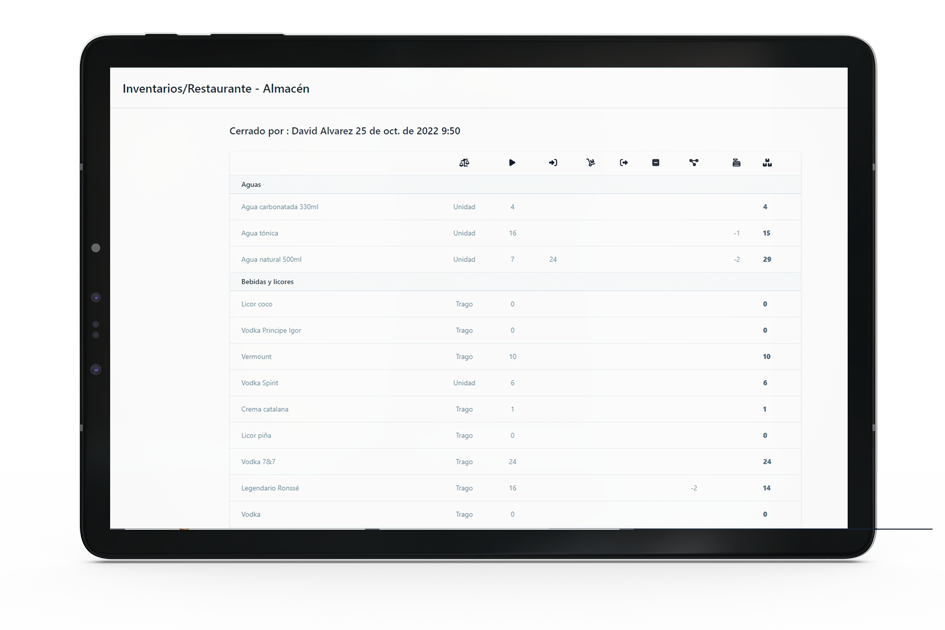 Inventarios/Restaurante - Almacén
Cerrado por : David Alvarez 25 de oct. de 2022 9:50
Aguas
Agua carbonatada 330ml Unidad 4 4
Agua tónica Unidad 16 -1 15
Agua natural 500ml Unidad 7 24 -2 29
Bebidas y licores
Licor coco Trago 0 0
Vodka Principe Igor Trago 0 0
Vermount Trago 10 10
Vodka Spirit Unidad 6 6
Crema catalana Trago 1 1
Licor piña Trago 0 0
Vodka 7&7 Trago 24 24
Legendario Ronssé Trago 16 -2 14
Vodka Trago 0 0